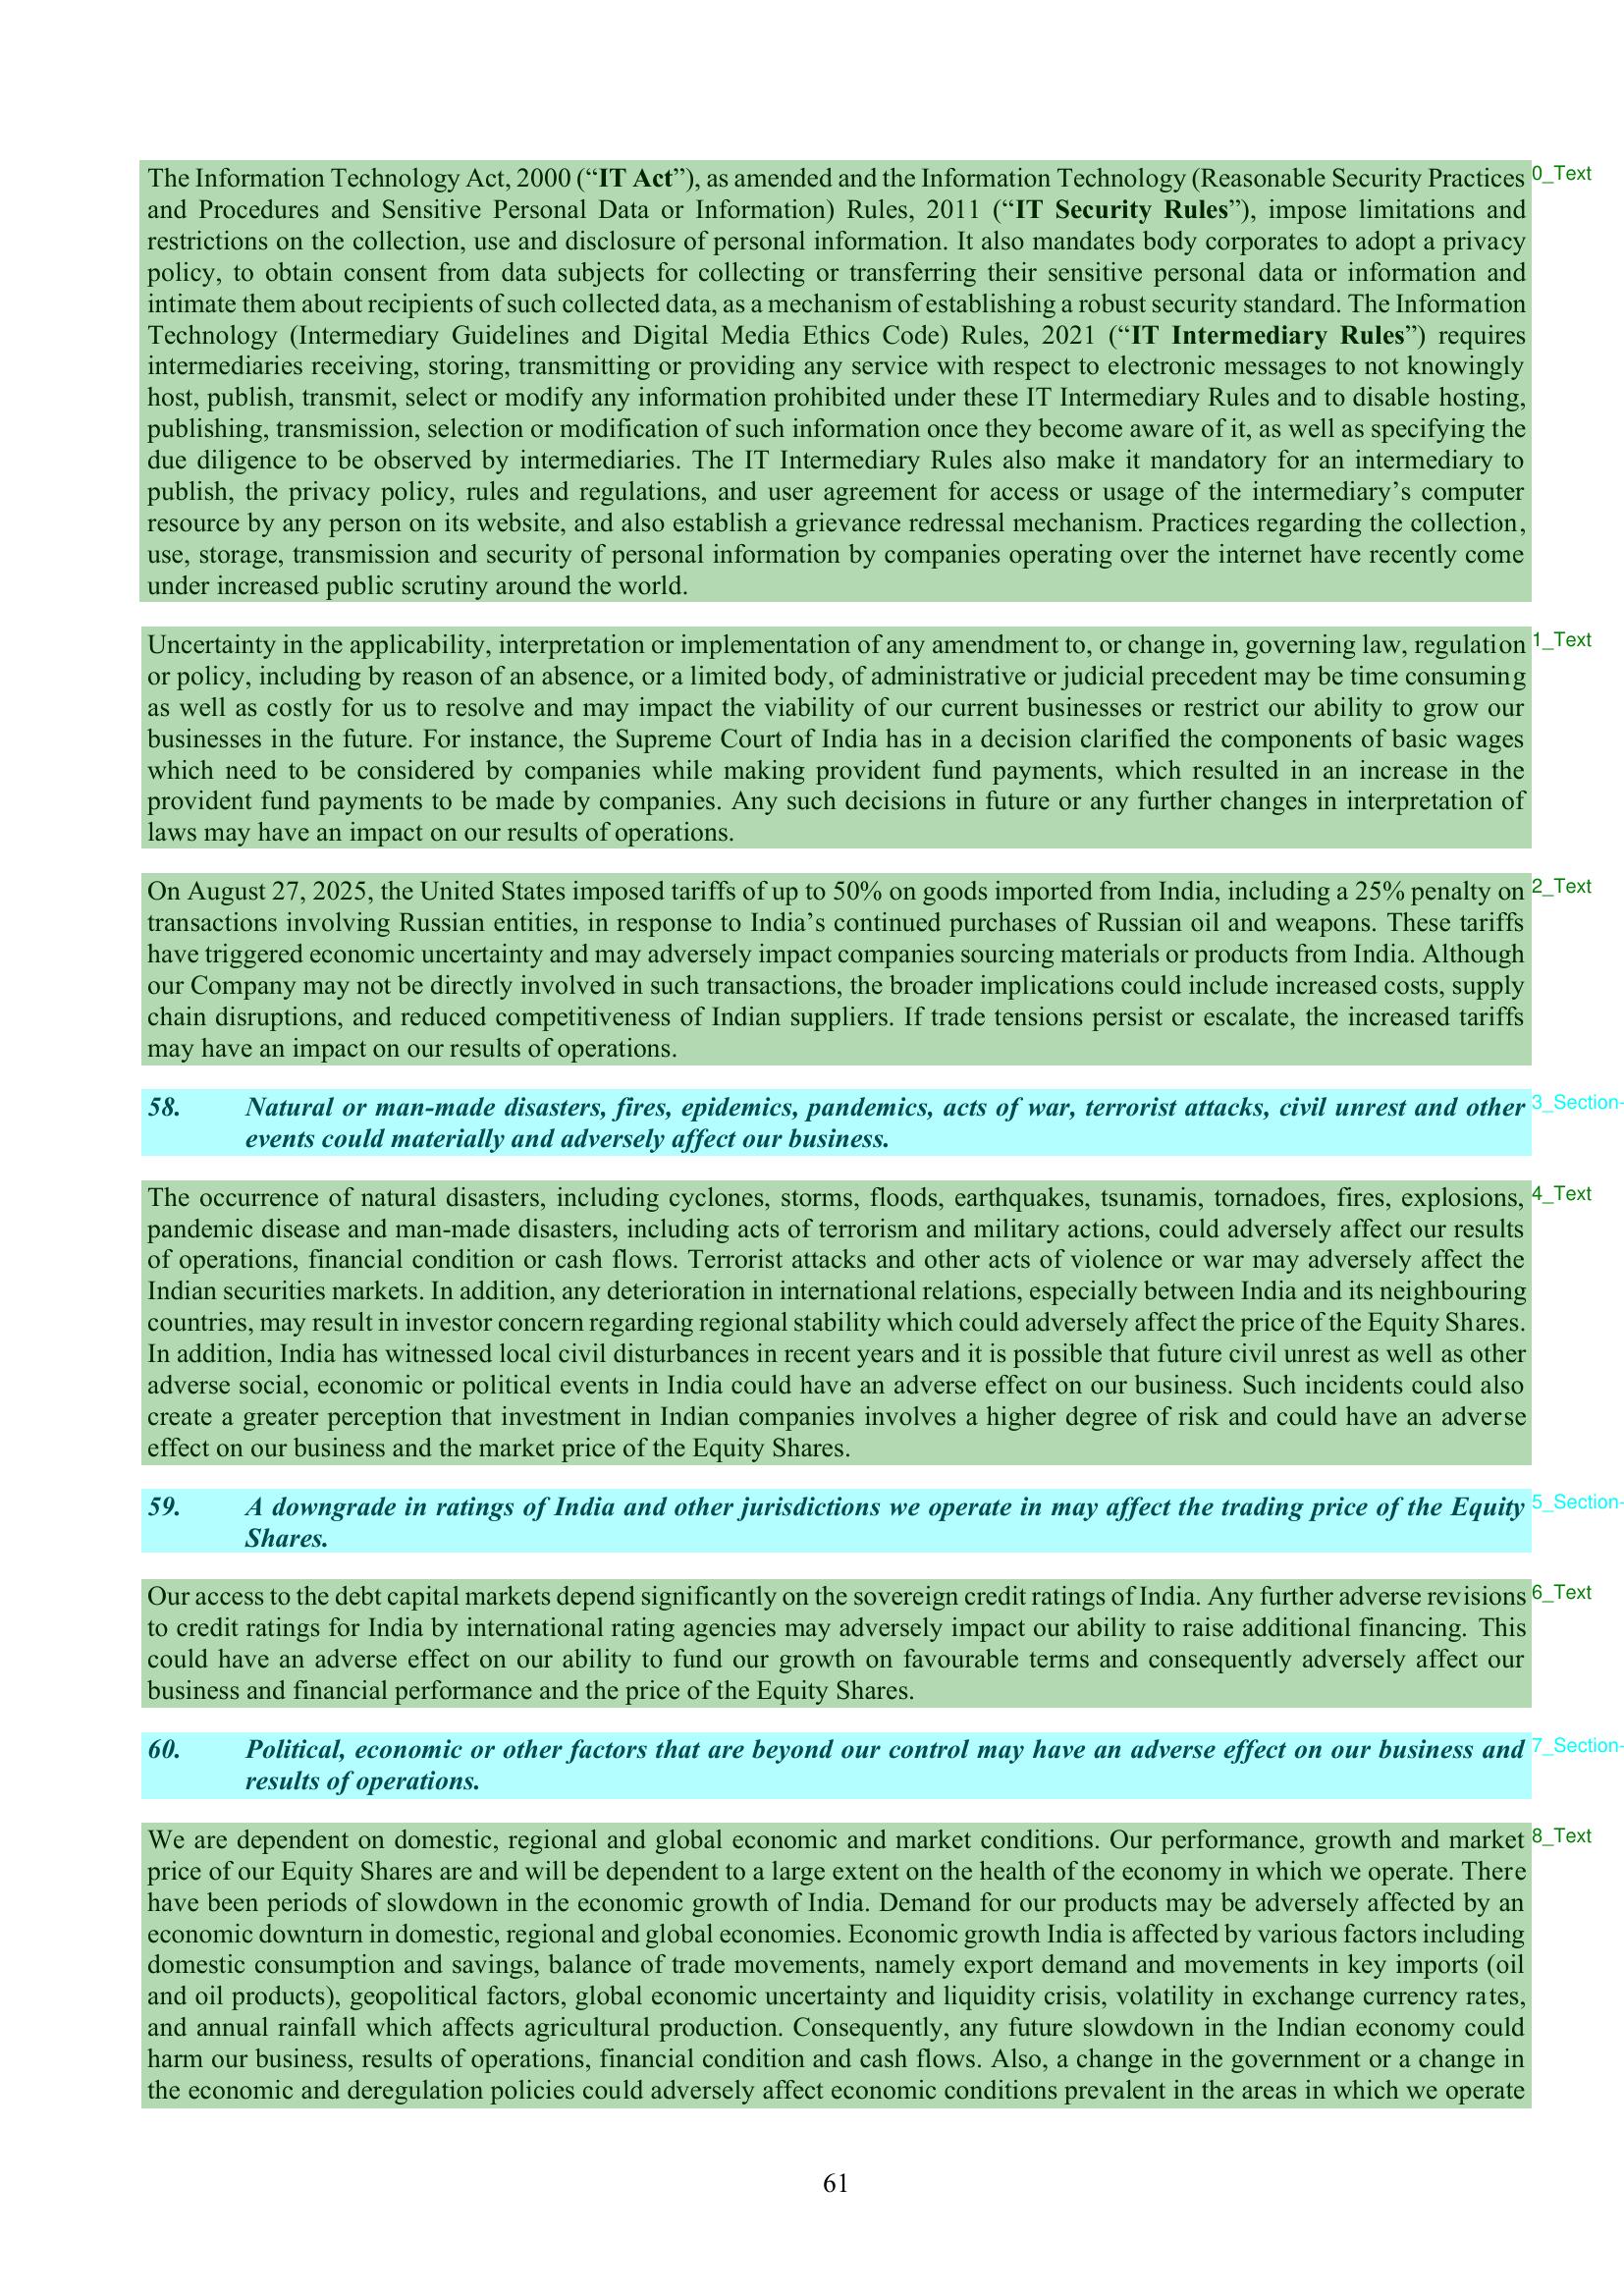 The Information Technology Act, 2000 (“IT Act”), as amended and the Information Technology (Reasonable Security Practices 0_Text
and Procedures and Sensitive Personal Data or Information) Rules, 2011 (“IT Security Rules”), impose limitations and
restrictions on the collection, use and disclosure of personal information. It also mandates body corporates to adopt a privacy
policy, to obtain consent from data subjects for collecting or transferring their sensitive personal data or information and
intimate them about recipients of such collected data, as a mechanism of establishing a robust security standard. The Information
Technology (Intermediary Guidelines and Digital Media Ethics Code) Rules, 2021 (“IT Intermediary Rules”) requires
intermediaries receiving, storing, transmitting or providing any service with respect to electronic messages to not knowingly
host, publish, transmit, select or modify any information prohibited under these IT Intermediary Rules and to disable hosting,
publishing, transmission, selection or modification of such information once they become aware of it, as well as specifying the
due diligence to be observed by intermediaries. The IT Intermediary Rules also make it mandatory for an intermediary to
publish, the privacy policy, rules and regulations, and user agreement for access or usage of the intermediary’s computer
resource by any person on its website, and also establish a grievance redressal mechanism. Practices regarding the collection,
use, storage, transmission and security of personal information by companies operating over the internet have recently come
under increased public scrutiny around the world.
Uncertainty in the applicability, interpretation or implementation of any amendment to, or change in, governing law, regulation 1_Text
or policy, including by reason of an absence, or a limited body, of administrative or judicial precedent may be time consuming
as well as costly for us to resolve and may impact the viability of our current businesses or restrict our ability to grow our
businesses in the future. For instance, the Supreme Court of India has in a decision clarified the components of basic wages
which need to be considered by companies while making provident fund payments, which resulted in an increase in the
provident fund payments to be made by companies. Any such decisions in future or any further changes in interpretation of
laws may have an impact on our results of operations.
On August 27, 2025, the United States imposed tariffs of up to 50% on goods imported from India, including a 25% penalty on 2_Text
transactions involving Russian entities, in response to India’s continued purchases of Russian oil and weapons. These tariffs
have triggered economic uncertainty and may adversely impact companies sourcing materials or products from India. Although
our Company may not be directly involved in such transactions, the broader implications could include increased costs, supply
chain disruptions, and reduced competitiveness of Indian suppliers. If trade tensions persist or escalate, the increased tariffs
may have an impact on our results of operations.
58. Natural or man-made disasters, fires, epidemics, pandemics, acts of war, terrorist attacks, civil unrest and other 3_Section-
events could materially and adversely affect our business.
The occurrence of natural disasters, including cyclones, storms, floods, earthquakes, tsunamis, tornadoes, fires, explosions, 4_Text
pandemic disease and man-made disasters, including acts of terrorism and military actions, could adversely affect our results
of operations, financial condition or cash flows. Terrorist attacks and other acts of violence or war may adversely affect the
Indian securities markets. In addition, any deterioration in international relations, especially between India and its neighbouring
countries, may result in investor concern regarding regional stability which could adversely affect the price of the Equity Shares.
In addition, India has witnessed local civil disturbances in recent years and it is possible that future civil unrest as well as other
adverse social, economic or political events in India could have an adverse effect on our business. Such incidents could also
create a greater perception that investment in Indian companies involves a higher degree of risk and could have an adverse
effect on our business and the market price of the Equity Shares.
59. A downgrade in ratings of India and other jurisdictions we operate in may affect the trading price of the Equity 5_Section-
Shares.
Our access to the debt capital markets depend significantly on the sovereign credit ratings of India. Any further adverse revisions 6_Text
to credit ratings for India by international rating agencies may adversely impact our ability to raise additional financing. This
could have an adverse effect on our ability to fund our growth on favourable terms and consequently adversely affect our
business and financial performance and the price of the Equity Shares.
60. Political, economic or other factors that are beyond our control may have an adverse effect on our business and 7_Section-
results of operations.
We are dependent on domestic, regional and global economic and market conditions. Our performance, growth and market 8_Text
price of our Equity Shares are and will be dependent to a large extent on the health of the economy in which we operate. There
have been periods of slowdown in the economic growth of India. Demand for our products may be adversely affected by an
economic downturn in domestic, regional and global economies. Economic growth India is affected by various factors including
domestic consumption and savings, balance of trade movements, namely export demand and movements in key imports (oil
and oil products), geopolitical factors, global economic uncertainty and liquidity crisis, volatility in exchange currency rates,
and annual rainfall which affects agricultural production. Consequently, any future slowdown in the Indian economy could
harm our business, results of operations, financial condition and cash flows. Also, a change in the government or a change in
the economic and deregulation policies could adversely affect economic conditions prevalent in the areas in which we operate
61